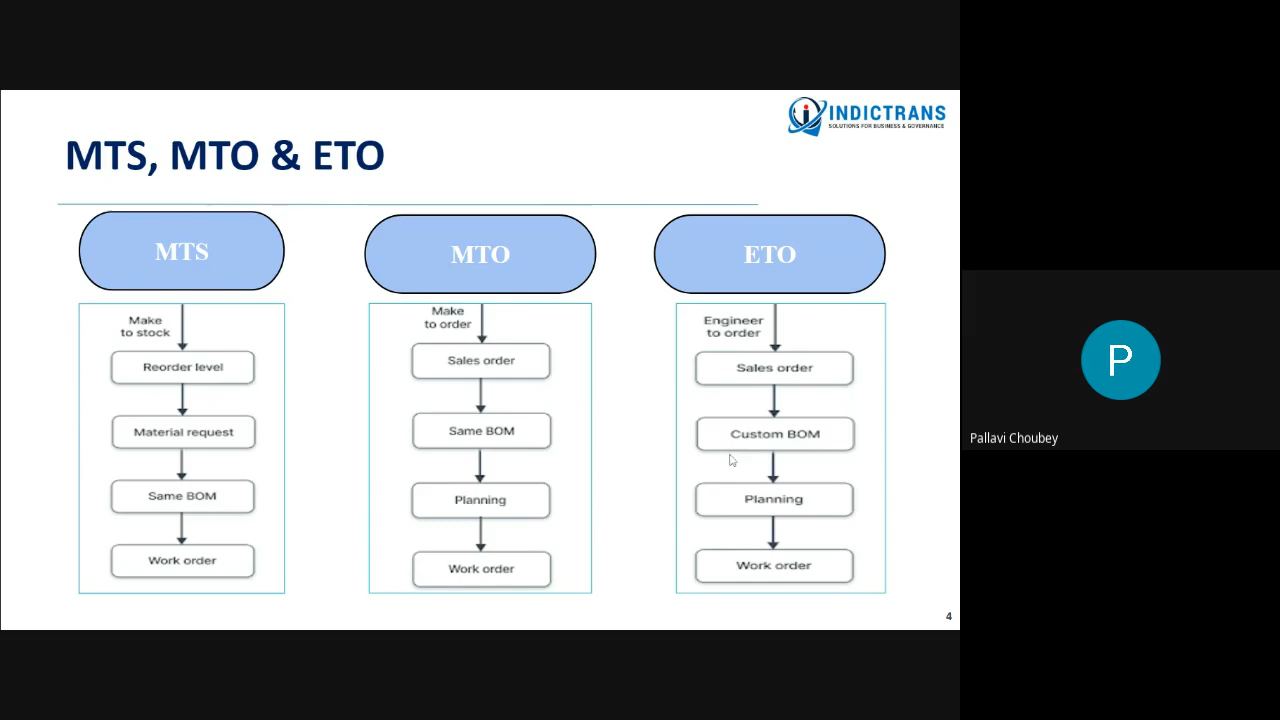 INDICTRANS
SOLUTIONS FOR BUSINESS & GOVERNANCE
MTS, MTO & ETO
MTS
Make
to stock
Reorder level
Material request
Same BOM
Work order
MTO
Make
to order
Sales order
Same BOM
Planning
Work order
ETO
Engineer
to order
Sales order
Custom BOM
Planning
Work order
4
P
Pallavi Choubey